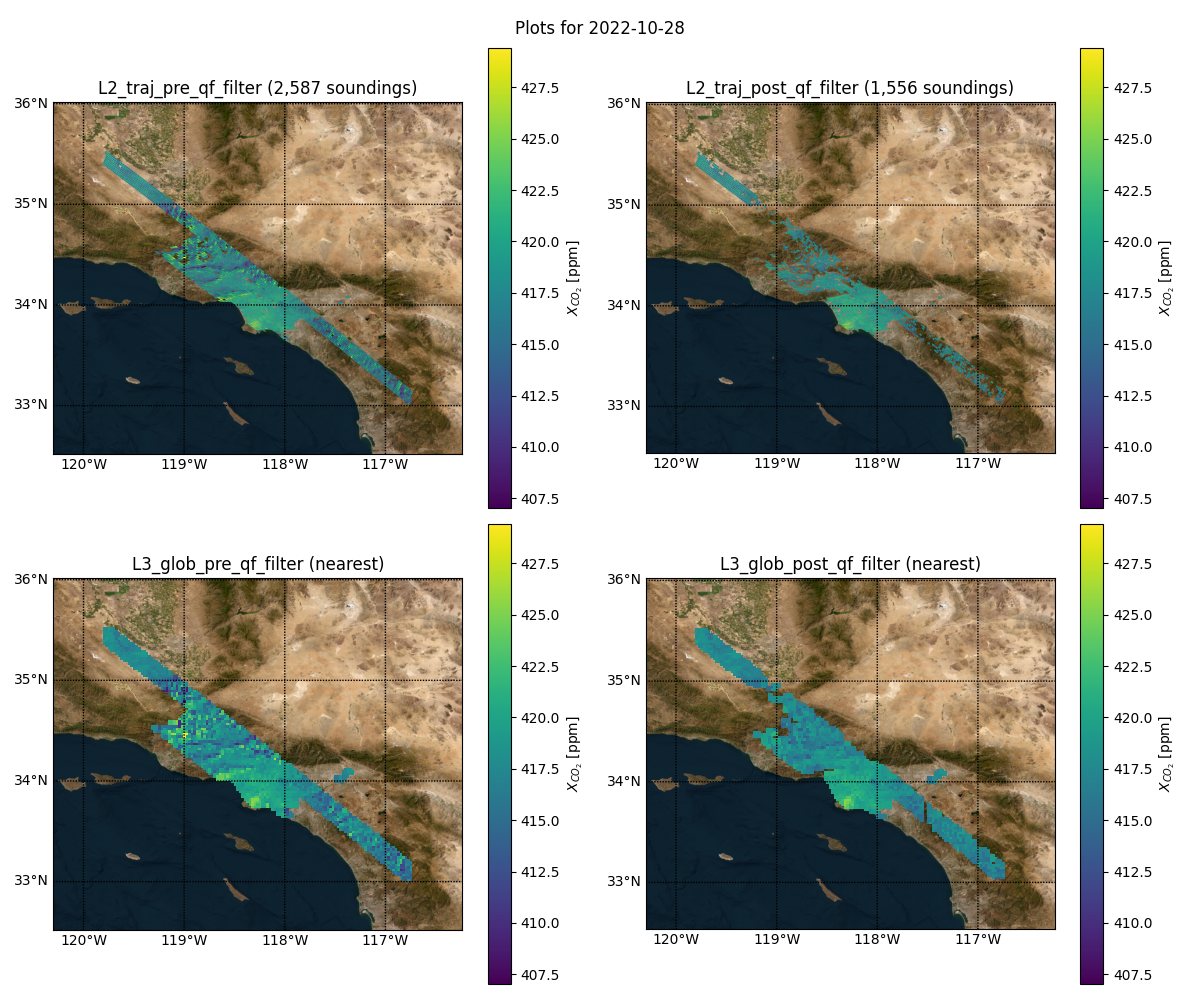 Plots for 2022-10-28
L2_traj_pre_qf_filter (2,587 soundings)
36°N
35°N
34°N
33°N
120°W
119°W
118°W
117°W
427.5
425.0
422.5
420.0
417.5
415.0
412.5
410.0
407.5
X_CO₂ [ppm]
L2_traj_post_qf_filter (1,556 soundings)
36°N
35°N
34°N
33°N
120°W
119°W
118°W
117°W
427.5
425.0
422.5
420.0
417.5
415.0
412.5
410.0
407.5
X_CO₂ [ppm]
L3_glob_pre_qf_filter (nearest)
36°N
35°N
34°N
33°N
120°W
119°W
118°W
117°W
427.5
425.0
422.5
420.0
417.5
415.0
412.5
410.0
407.5
X_CO₂ [ppm]
L3_glob_post_qf_filter (nearest)
36°N
35°N
34°N
33°N
120°W
119°W
118°W
117°W
427.5
425.0
422.5
420.0
417.5
415.0
412.5
410.0
407.5
X_CO₂ [ppm]